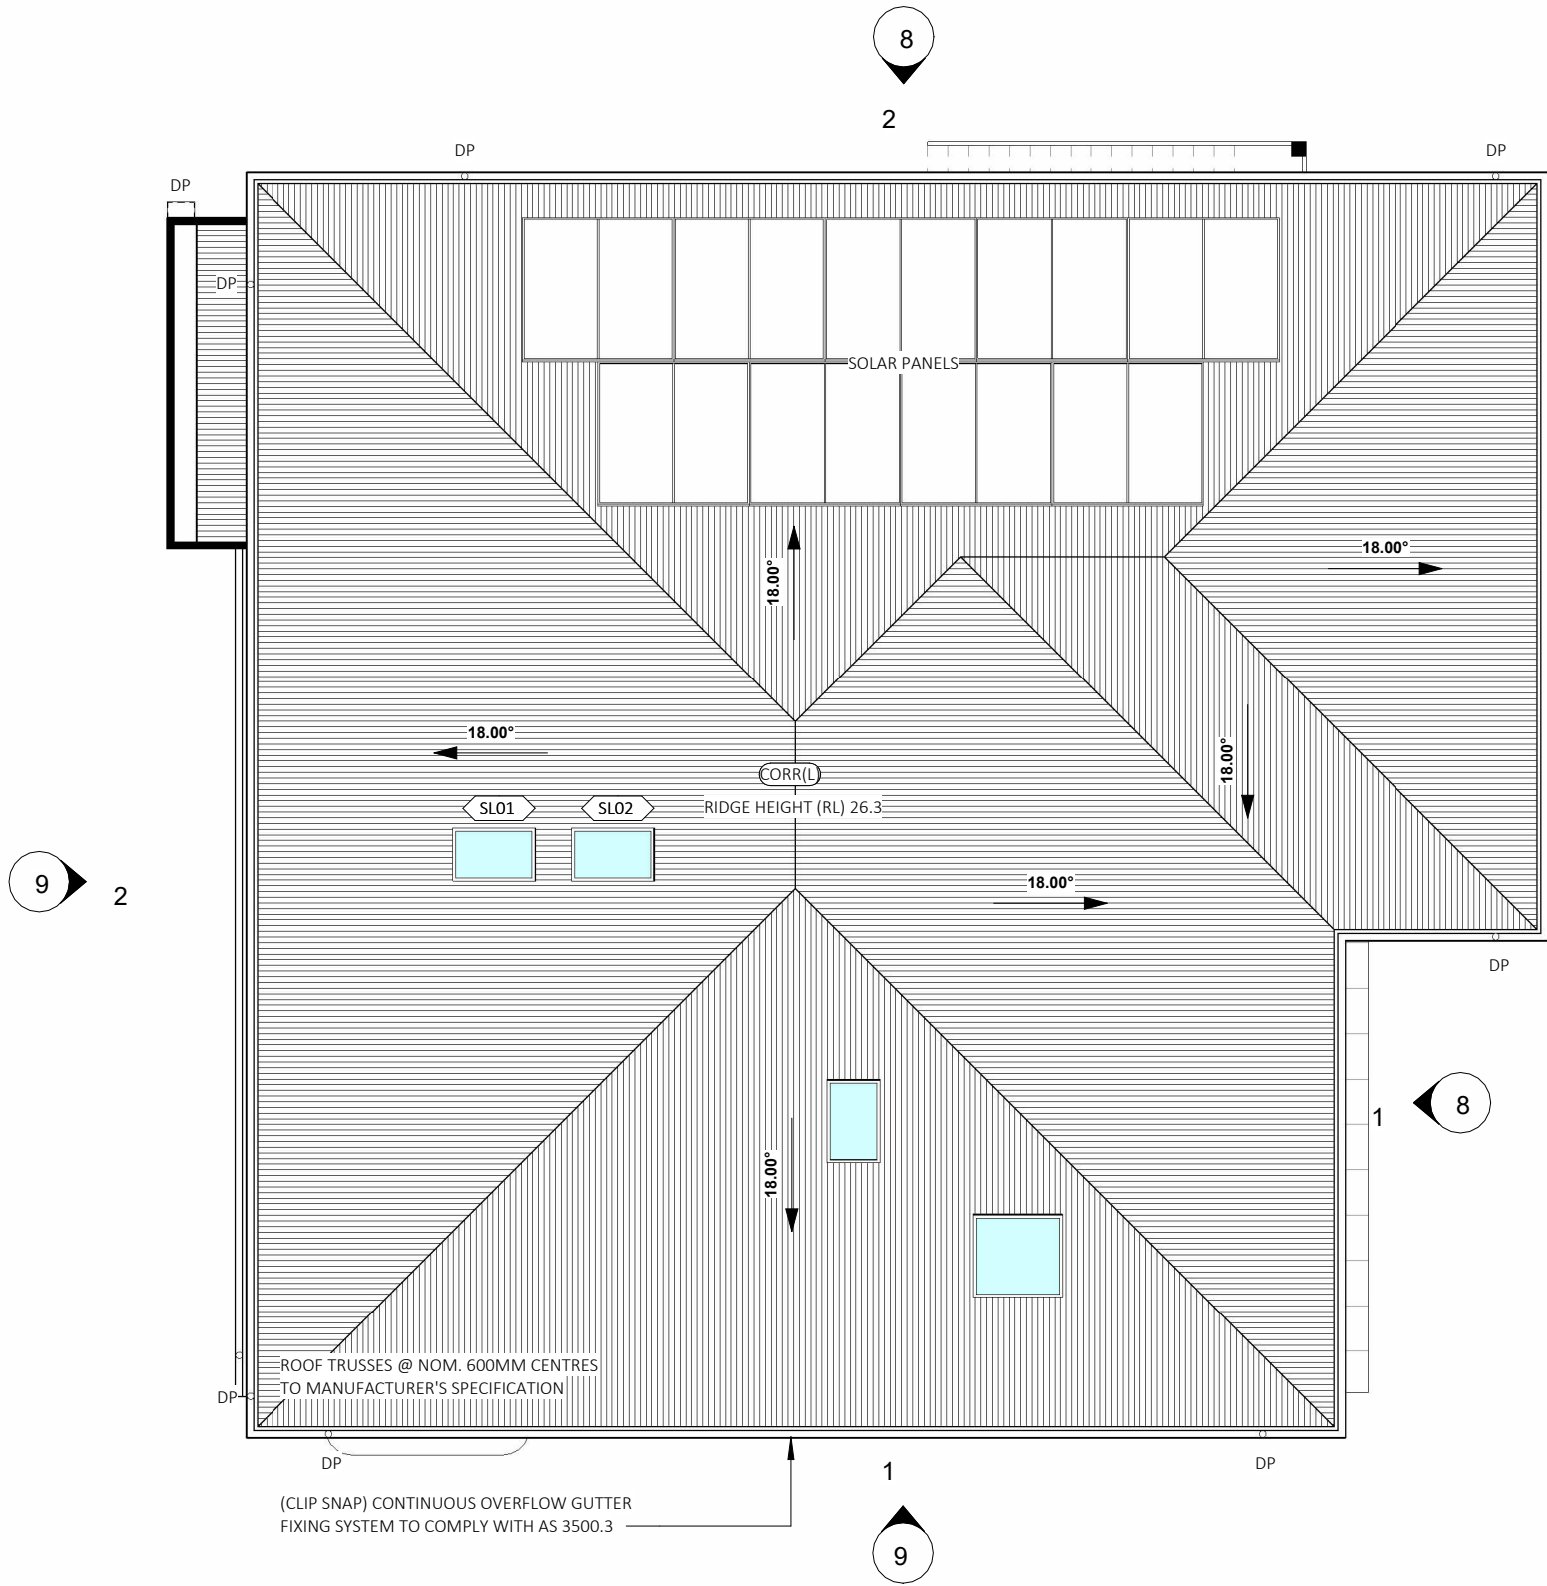 8
2
DP
DP
DP
DP
SOLAR PANELS
18.00°
18.00°
18.00°
18.00°
CORR(L)
SL01
SL02
RIDGE HEIGHT (RL) 26.3
9
2
18.00°
DP
1
8
18.00°
ROOF TRUSSES @ NOM. 600MM CENTRES
TO MANUFACTURER'S SPECIFICATION
DP
DP
DP
1
(CLIP SNAP) CONTINUOUS OVERFLOW GUTTER
FIXING SYSTEM TO COMPLY WITH AS 3500.3
9